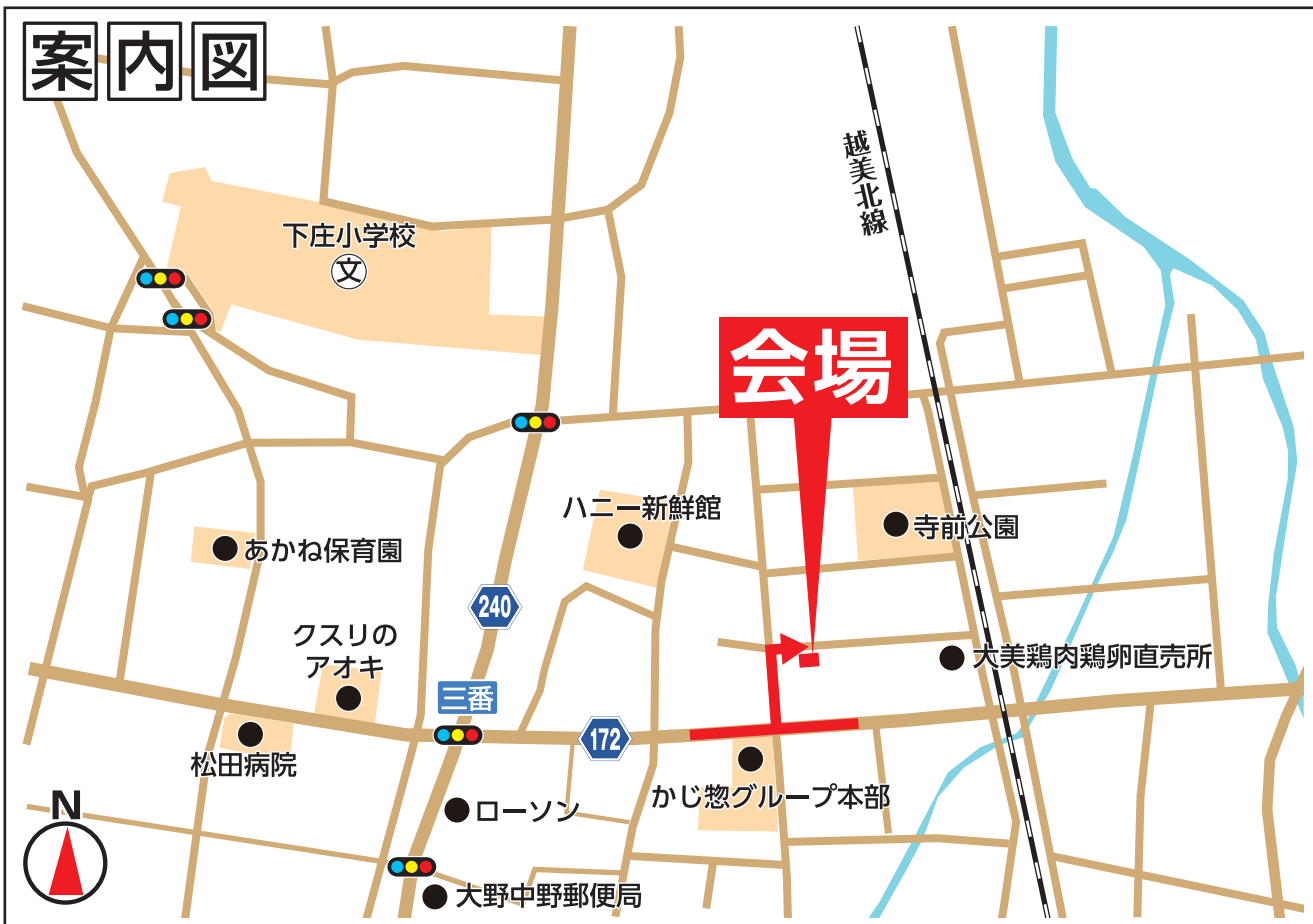 案内図
越美北線
下庄小学校
文
会場
ハニー新鮮館
寺前公園
あかね保育園
240
クスリの
アオキ
大美鶏肉鶏卵直売所
三番
172
松田病院
かじ惣グループ本部
N
ローソン
大野中野郵便局